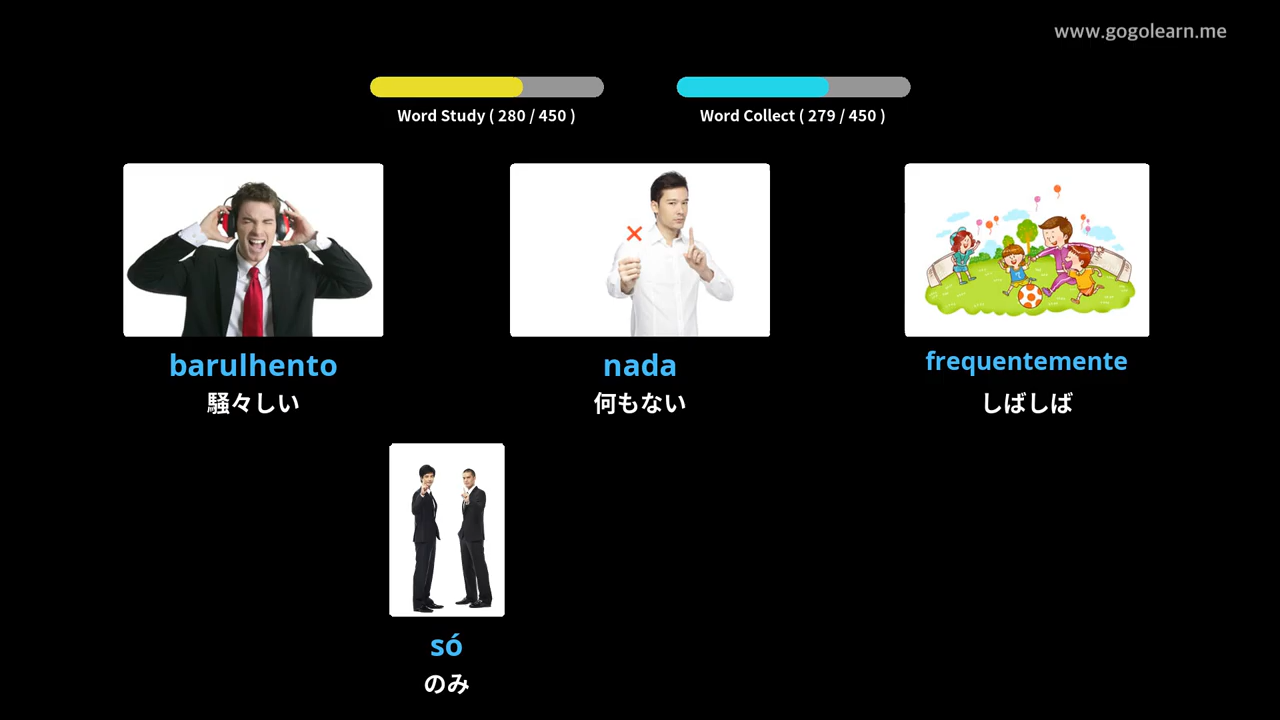 www.gogolearn.me
Word Study ( 280 / 450 )
Word Collect ( 279 / 450 )
barulhento
騒々しい
nada
何もない
frequentemente
しばしば
só
のみ